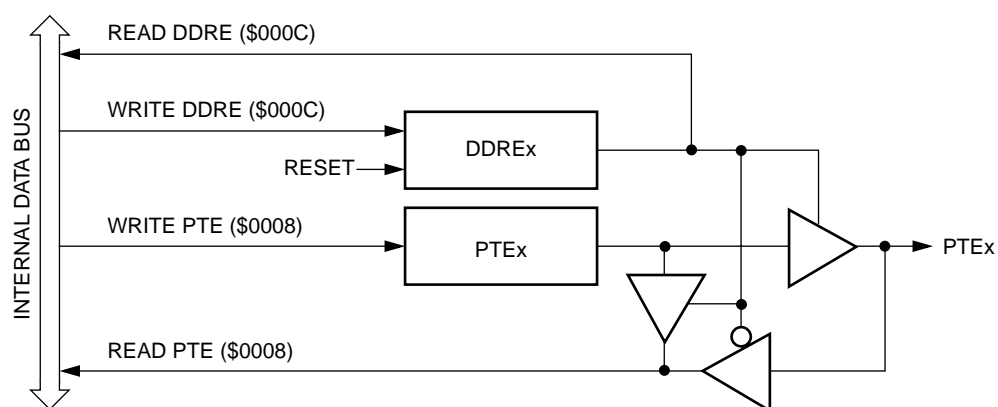 READ DDRE ($000C)
WRITE DDRE ($000C)
DDREx
RESET
INTERNAL DATA BUS
WRITE PTE ($0008)
PTEx
PTEx
READ PTE ($0008)